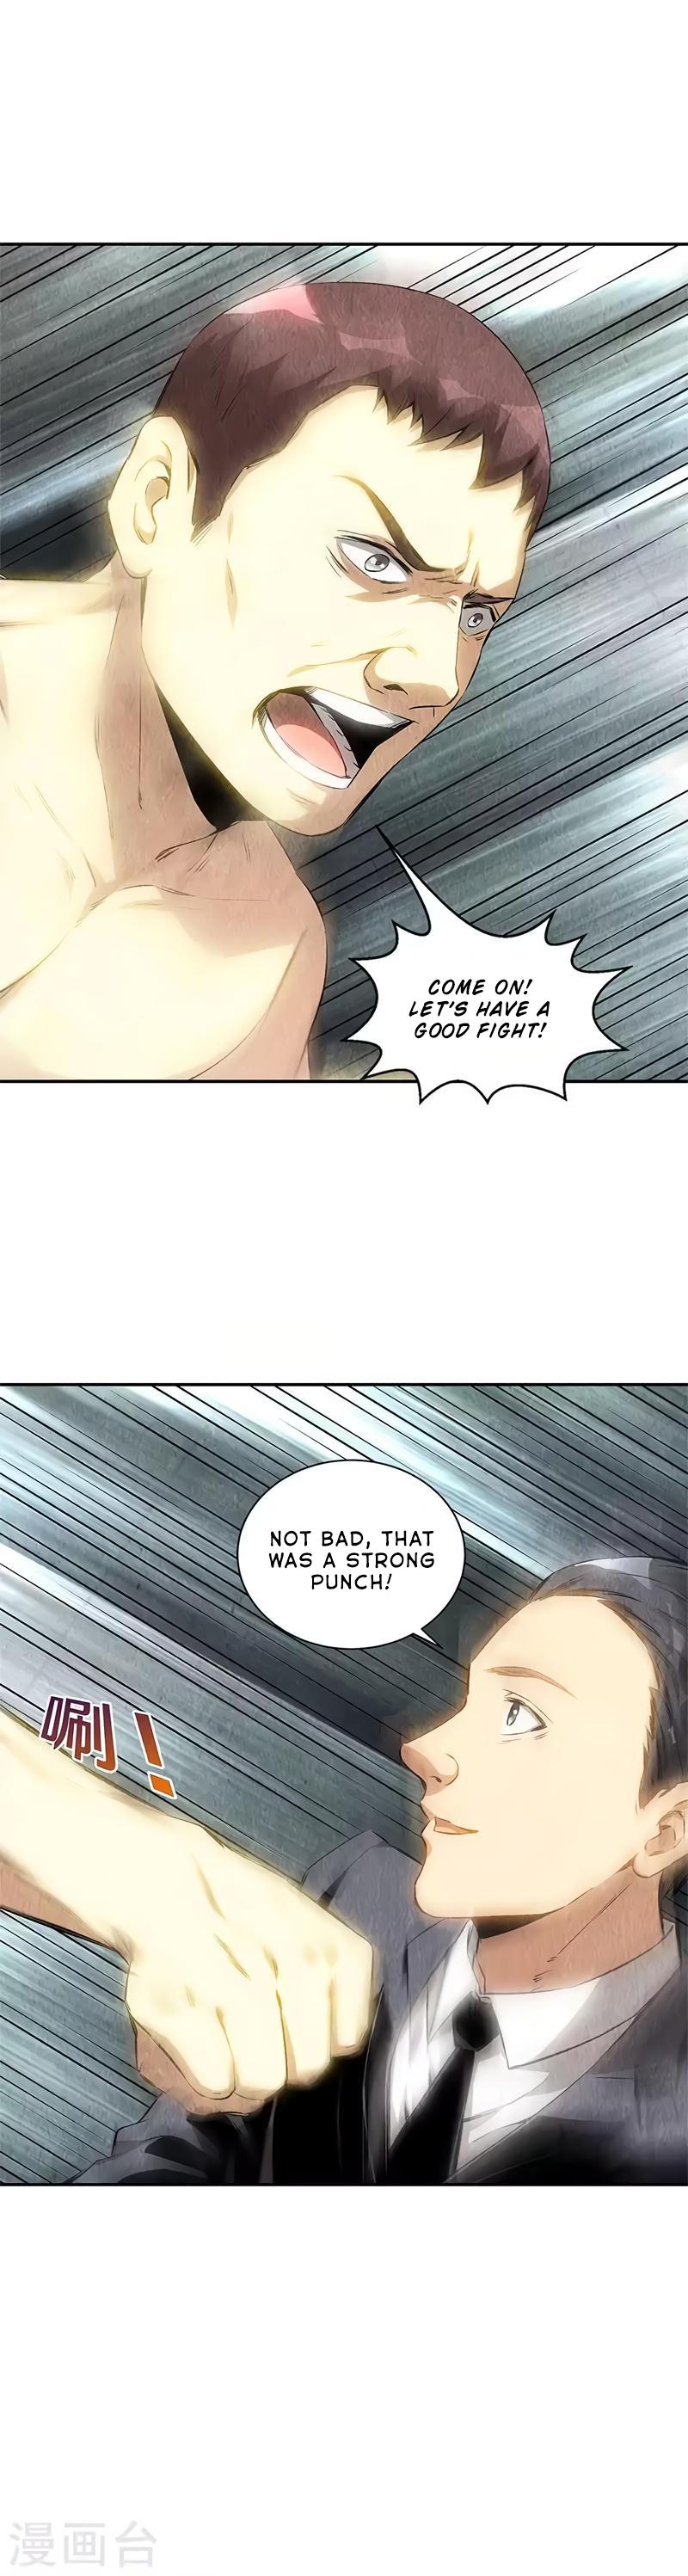 COME ON!
LET'S HAVE A
GOOD FIGHT!
NOT BAD, THAT
WAS A STRONG
PUNCH!
唰！
漫画台